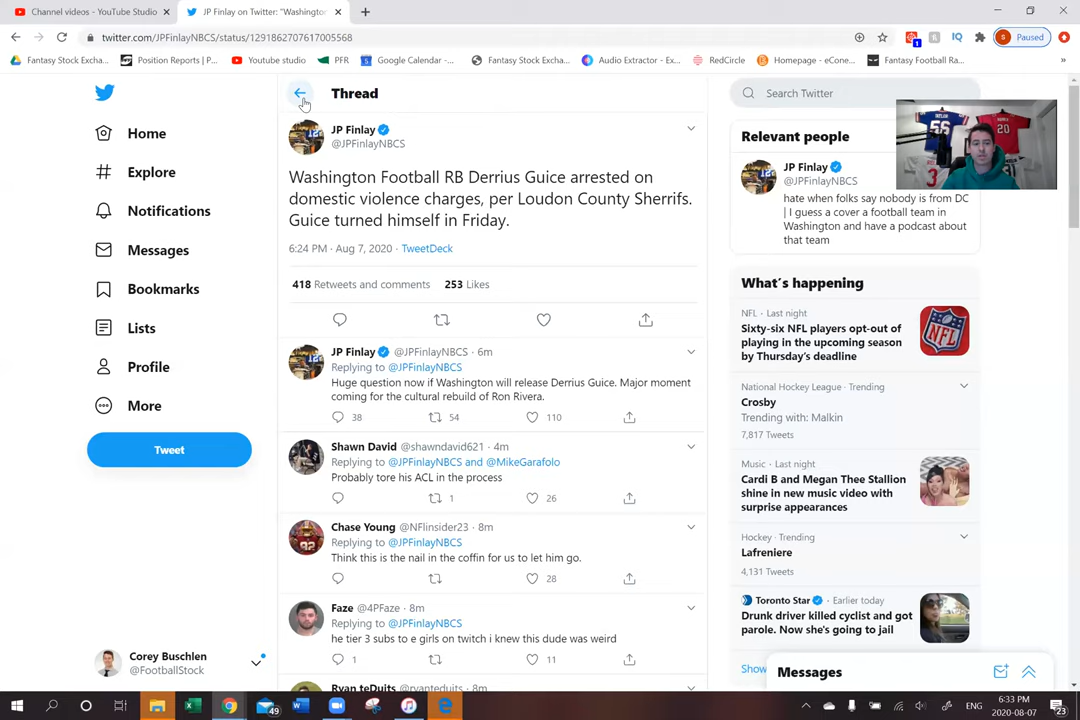 Channel videos - YouTube Studio
JP Finlay on Twitter: "Washingto
twitter.com/JPFinlayNBCS/status/1291862707617005568
1
IQ
S
Paused
Fantasy Stock Excha...
Position Reports | P...
Youtube studio
PFR
Google Calendar -...
Fantasy Stock Exch...
Audio Extractor - Ex...
RedCircle
Homepage - eCone...
Fantasy Football Ra...
»
Home
Explore
Notifications
Messages
Bookmarks
Lists
Profile
More
Tweet
Corey Buschlen
@FootballStock
Thread
JP Finlay
@JPFinlayNBCS
Washington Football RB Derrius Guice arrested on
domestic violence charges, per Loudon County Sherrifs.
Guice turned himself in Friday.
6:24 PM · Aug 7, 2020 · TweetDeck
418 Retweets and comments 253 Likes
JP Finlay @JPFinlayNBCS · 6m
Replying to @JPFinlayNBCS
Huge question now if Washington will release Derrius Guice. Major moment
coming for the cultural rebuild of Ron Rivera.
38 54 110
Shawn David @shawndavid621 · 4m
Replying to @JPFinlayNBCS and @MikeGarafolo
Probably tore his ACL in the process
1 26
Chase Young @NFIinsider23 · 8m
Replying to @JPFinlayNBCS
Think this is the nail in the coffin for us to let him go.
28
Faze @4PFaze · 8m
Replying to @JPFinlayNBCS
he tier 3 subs to e girls on twitch i knew this dude was weird
1 11
Ryan teDuits @ryanteduits · 8m
Search Twitter
56
20
Relevant people
JP Finlay
@JPFinlayNBCS
hate when folks say nobody is from DC
| I guess a cover a football team in
Washington and have a podcast about
that team
What's happening
NFL · Last night
Sixty-six NFL players opt-out of
playing in the upcoming season
by Thursday's deadline
NFL
National Hockey League · Trending
Crosby
Trending with: Malkin
7,817 Tweets
Music · Last night
Cardi B and Megan Thee Stallion
shine in new music video with
surprise appearances
Hockey · Trending
Lafreniere
4,131 Tweets
Toronto Star · Earlier today
Drunk driver killed cyclist and got
parole. Now she's going to jail
Show
Messages
49
ENG
6:33 PM
2020-08-07
23